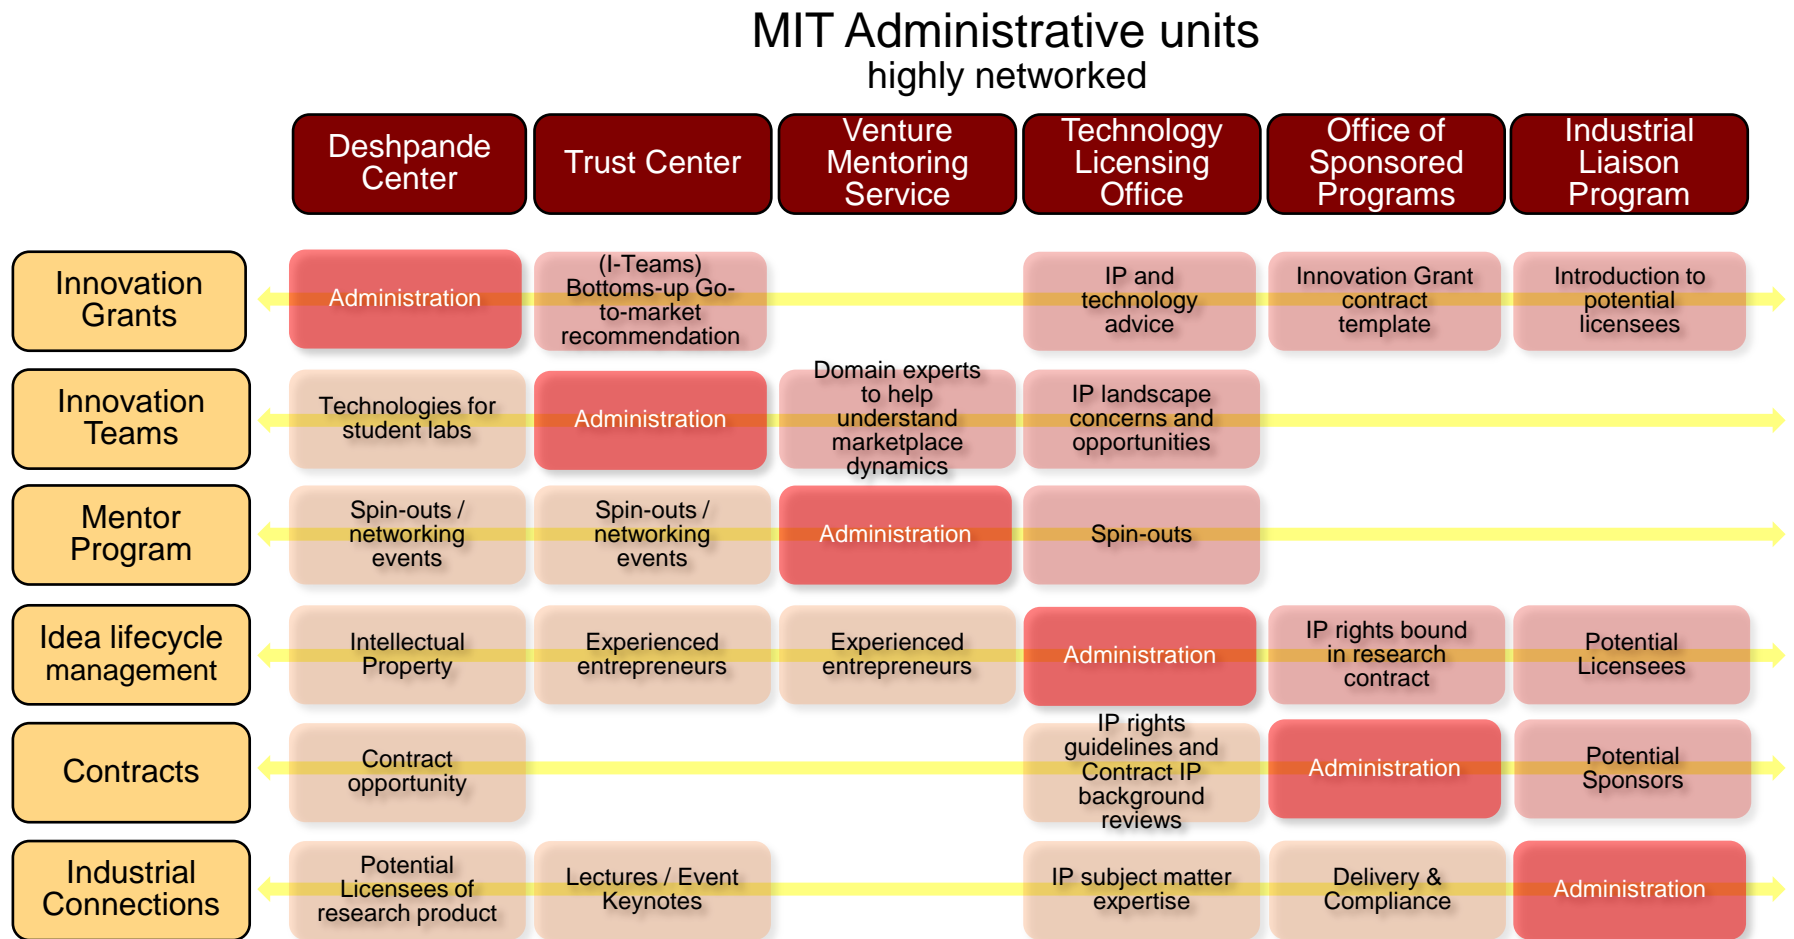 MIT Administrative units
highly networked
Deshpande
Center
Trust Center
Venture
Mentoring
Service
Technology
Licensing
Office
Office of
Sponsored
Programs
Industrial
Liaison
Program
Innovation
Grants
Administration
(I-Teams)
Bottoms-up Go-
to-market
recommendation
IP and
technology
advice
Innovation Grant
contract
template
Introduction to
potential
licensees
Innovation
Teams
Technologies for
student labs
Administration
Domain experts
to help
understand
marketplace
dynamics
IP landscape
concerns and
opportunities
Mentor
Program
Spin-outs /
networking
events
Spin-outs /
networking
events
Administration
Spin-outs
Idea lifecycle
management
Intellectual
Property
Experienced
entrepreneurs
Experienced
entrepreneurs
Administration
IP rights bound
in research
contract
Potential
Licensees
Contracts
Contract
opportunity
IP rights
guidelines and
Contract IP
background
reviews
Administration
Potential
Sponsors
Industrial
Connections
Potential
Licensees of
research product
Lectures / Event
Keynotes
IP subject matter
expertise
Delivery &
Compliance
Administration